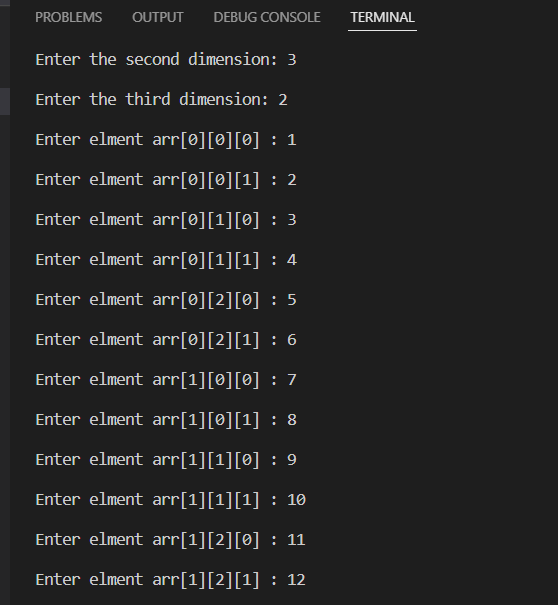 PROBLEMS OUTPUT DEBUG CONSOLE TERMINAL
Enter the second dimension: 3
Enter the third dimension: 2
Enter elment arr[0][0][0] : 1
Enter elment arr[0][0][1] : 2
Enter elment arr[0][1][0] : 3
Enter elment arr[0][1][1] : 4
Enter elment arr[0][2][0] : 5
Enter elment arr[0][2][1] : 6
Enter elment arr[1][0][0] : 7
Enter elment arr[1][0][1] : 8
Enter elment arr[1][1][0] : 9
Enter elment arr[1][1][1] : 10
Enter elment arr[1][2][0] : 11
Enter elment arr[1][2][1] : 12